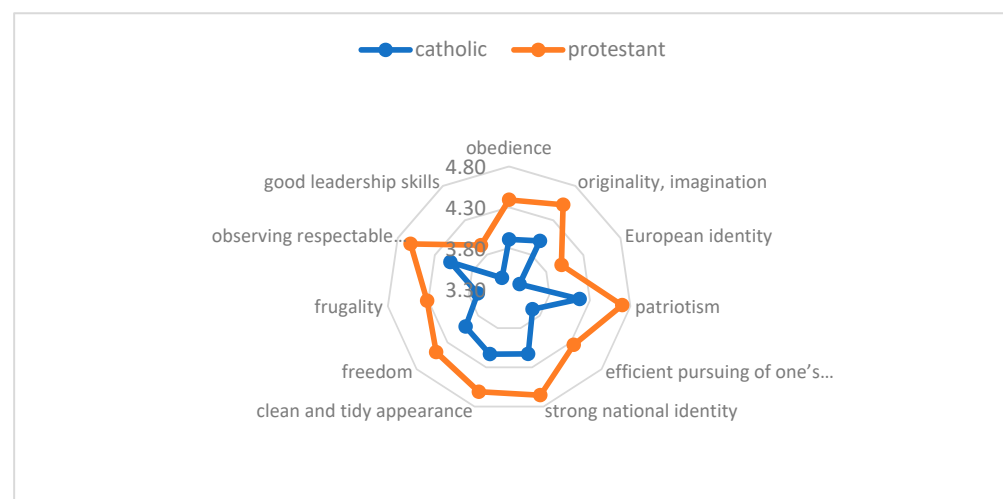 catholic protestant
obedience
4.80
good leadership skills originality, imagination
4.30
observing respectable... European identity
3.80
3.30
frugality patriotism
freedom efficient pursuing of one’s...
clean and tidy appearance strong national identity